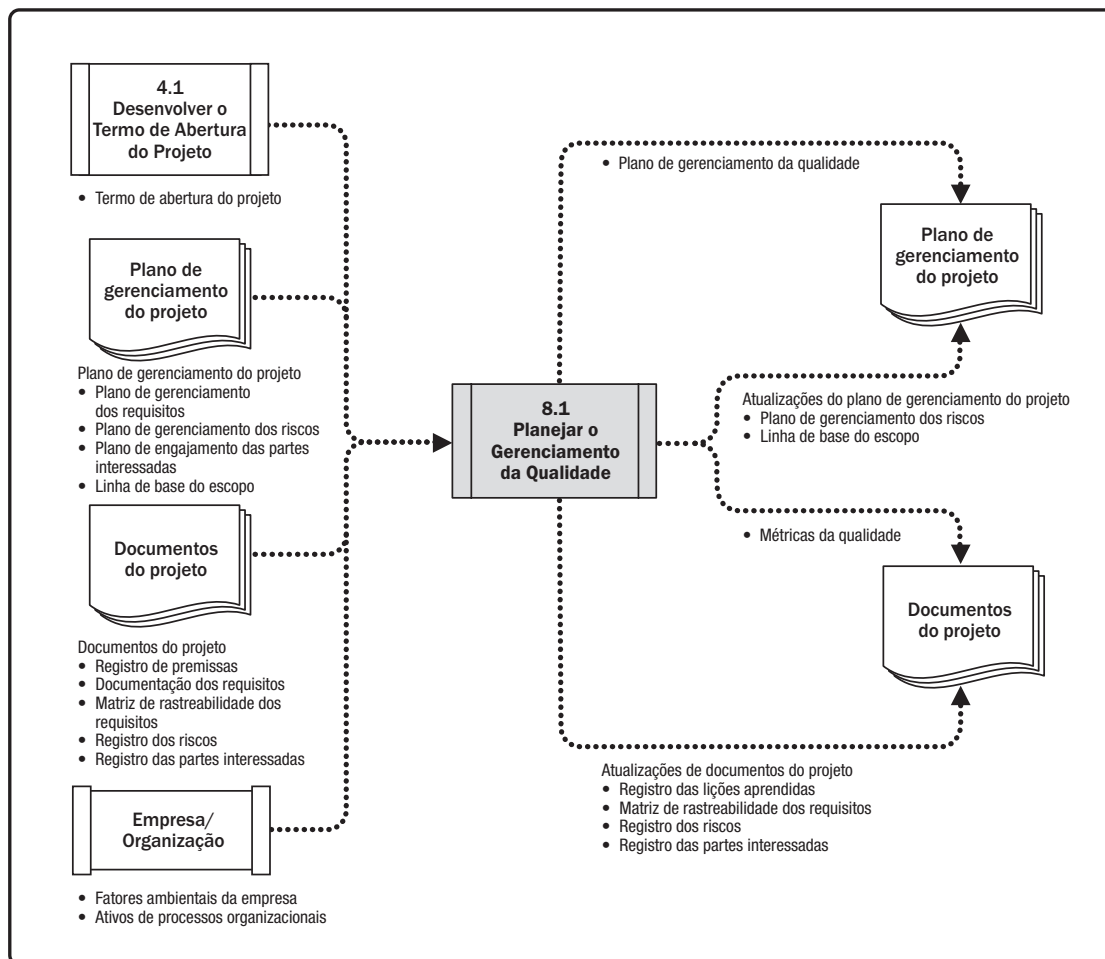 4.1
Desenvolver o
Termo de Abertura
do Projeto
• Termo de abertura do projeto
Plano de
gerenciamento
do projeto
Plano de gerenciamento do projeto
• Plano de gerenciamento
dos requisitos
• Plano de gerenciamento dos riscos
• Plano de engajamento das partes
interessadas
• Linha de base do escopo
Documentos
do projeto
Documentos do projeto
• Registro de premissas
• Documentação dos requisitos
• Matriz de rastreabilidade dos
requisitos
• Registro dos riscos
• Registro das partes interessadas
Empresa/
Organização
• Fatores ambientais da empresa
• Ativos de processos organizacionais
8.1
Planejar o
Gerenciamento
da Qualidade
• Plano de gerenciamento da qualidade
Plano de
gerenciamento
do projeto
Atualizações do plano de gerenciamento do projeto
• Plano de gerenciamento dos riscos
• Linha de base do escopo
• Métricas da qualidade
Documentos
do projeto
Atualizações de documentos do projeto
• Registro das lições aprendidas
• Matriz de rastreabilidade dos requisitos
• Registro dos riscos
• Registro das partes interessadas